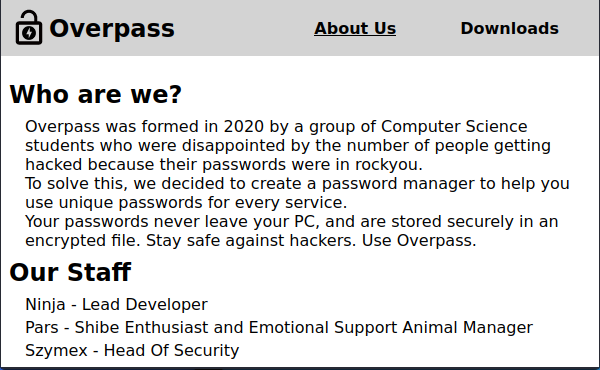 Overpass About Us Downloads
Who are we?
Overpass was formed in 2020 by a group of Computer Science
students who were disappointed by the number of people getting
hacked because their passwords were in rockyou.
To solve this, we decided to create a password manager to help you
use unique passwords for every service.
Your passwords never leave your PC, and are stored securely in an
encrypted file. Stay safe against hackers. Use Overpass.
Our Staff
Ninja - Lead Developer
Pars - Shibe Enthusiast and Emotional Support Animal Manager
Szymex - Head Of Security